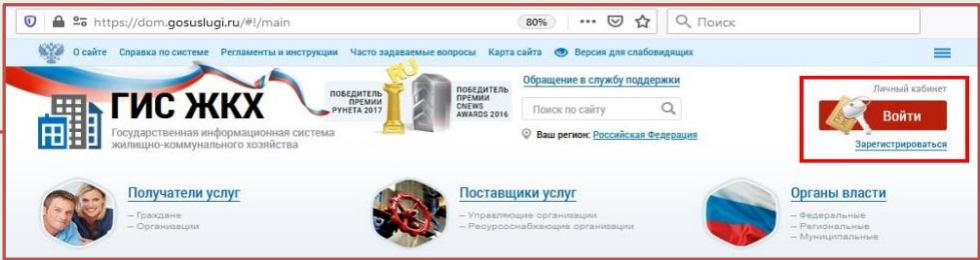 https://dom.gosuslugi.ru/#!/main
80%
Поиск
О сайте Справка по системе Регламенты и инструкции Часто задаваемые вопросы Карта сайта Версия для слабовидящих
ГИС ЖКХ
Государственная информационная система
жилищно-коммунального хозяйства
ПОБЕДИТЕЛЬ
ПРЕМИИ
РУНЕТА 2017
RU
ПОБЕДИТЕЛЬ
ПРЕМИИ
CNEWS
AWARDS 2016
Обращение в службу поддержки
Поиск по сайту
Ваш регион: Российская Федерация
Личный кабинет
Войти
Зарегистрироваться
Получатели услуг
– Граждане
– Организации
Поставщики услуг
– Управляющие организации
– Ресурсоснабжающие организации
Органы власти
– Федеральные
– Региональные
– Муниципальные